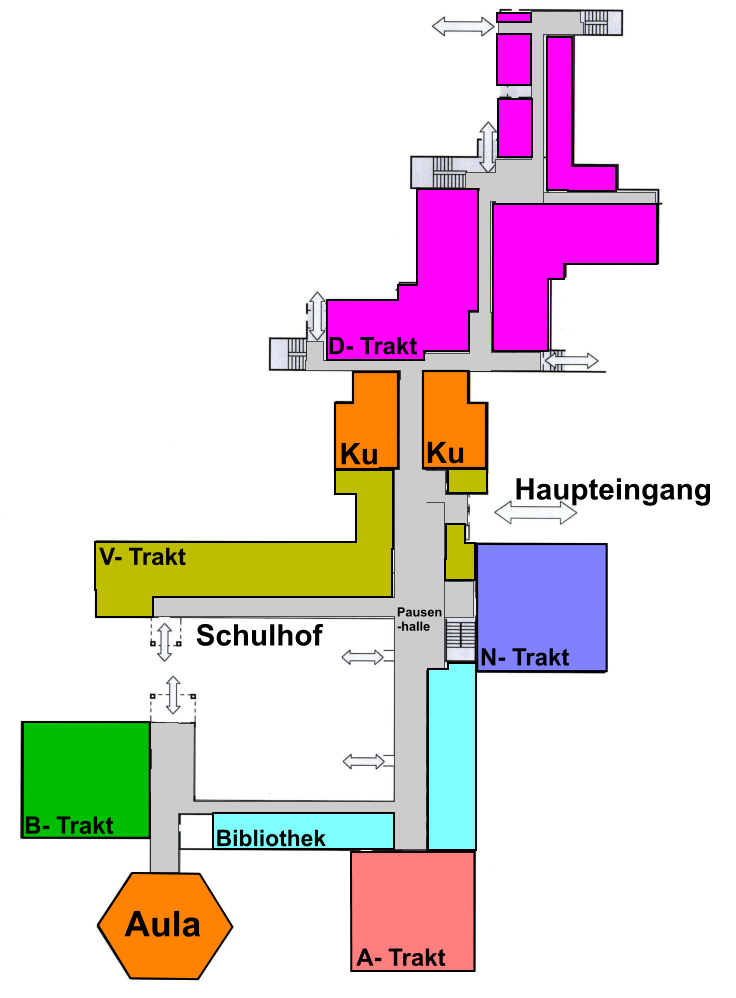 D- Trakt
Ku
Ku
Haupteingang
V- Trakt
Pausen
-halle
Schulhof
N- Trakt
B- Trakt
Bibliothek
Aula
A- Trakt